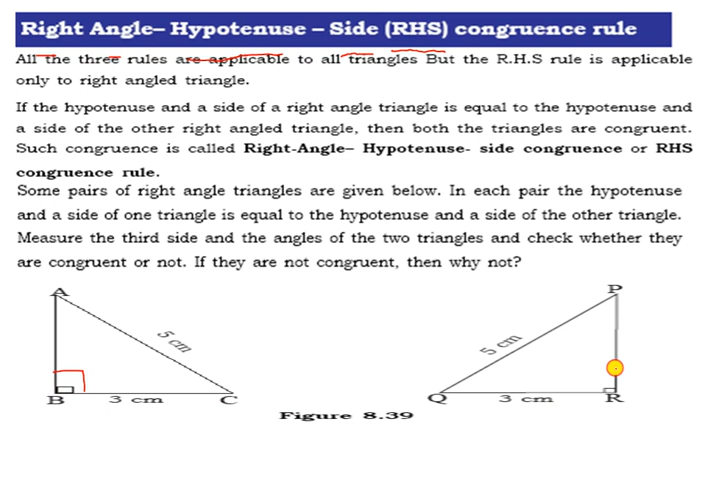 Right Angle– Hypotenuse – Side (RHS) congruence rule
All the three rules are applicable to all triangles But the R.H.S rule is applicable
only to right angled triangle.
If the hypotenuse and a side of a right angle triangle is equal to the hypotenuse and
a side of the other right angled triangle, then both the triangles are congruent.
Such congruence is called Right-Angle– Hypotenuse- side congruence or RHS
congruence rule.
Some pairs of right angle triangles are given below. In each pair the hypotenuse
and a side of one triangle is equal to the hypotenuse and a side of the other triangle.
Measure the third side and the angles of the two triangles and check whether they
are congruent or not. If they are not congruent, then why not?
A
5 cm
B
3 cm
C
P
5 cm
Q
3 cm
R
Figure 8.39